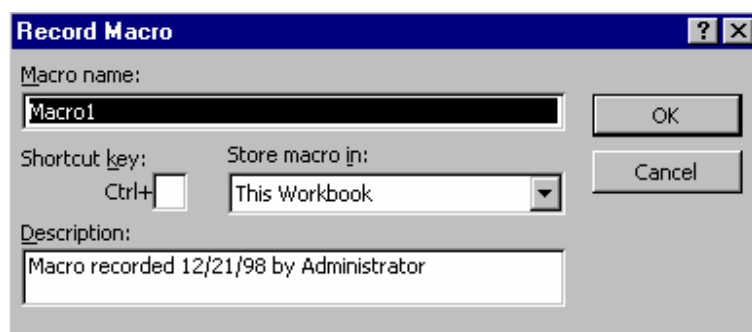 Record Macro
Macro name:
Macro1
OK
Shortcut key:
Store macro in:
Ctrl+
This Workbook
Cancel
Description:
Macro recorded 12/21/98 by Administrator